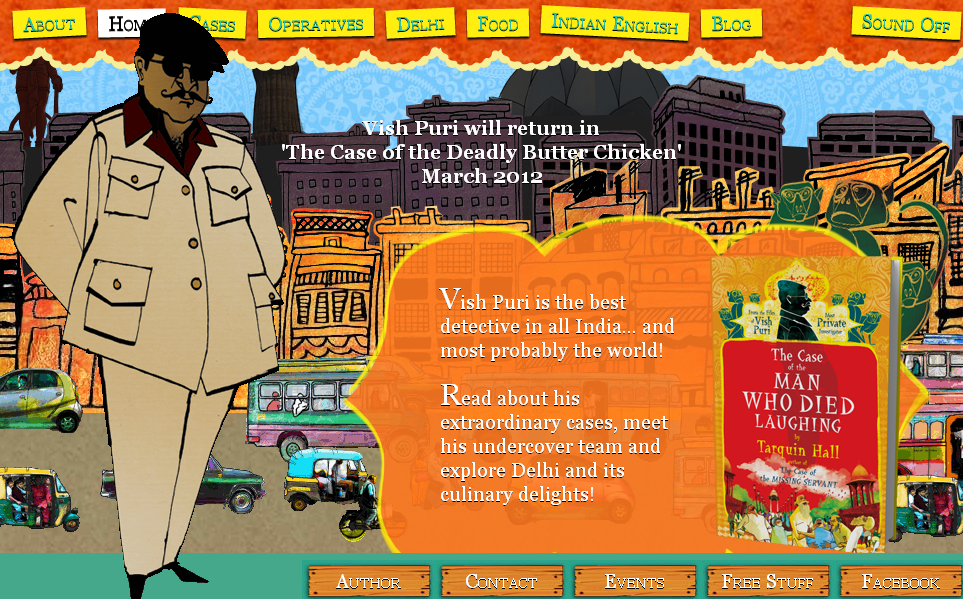 About
Home
Cases
Operatives
Delhi
Food
Indian English
Blog
Sound Off
Vish Puri will return in
'The Case of the Deadly Butter Chicken'
March 2012
Vish Puri is the best
detective in all India... and
most probably the world!
Read about his
extraordinary cases, meet
his undercover team and
explore Delhi and its
culinary delights!
From the Files
of Vish
Puri
Most
Private
Investigator
The Case
of the
MAN
WHO DIED
LAUGHING
by
Tarquin Hall
author of
The Case of
the MISSING SERVANT
Author
Contact
Events
Free Stuff
Facebook